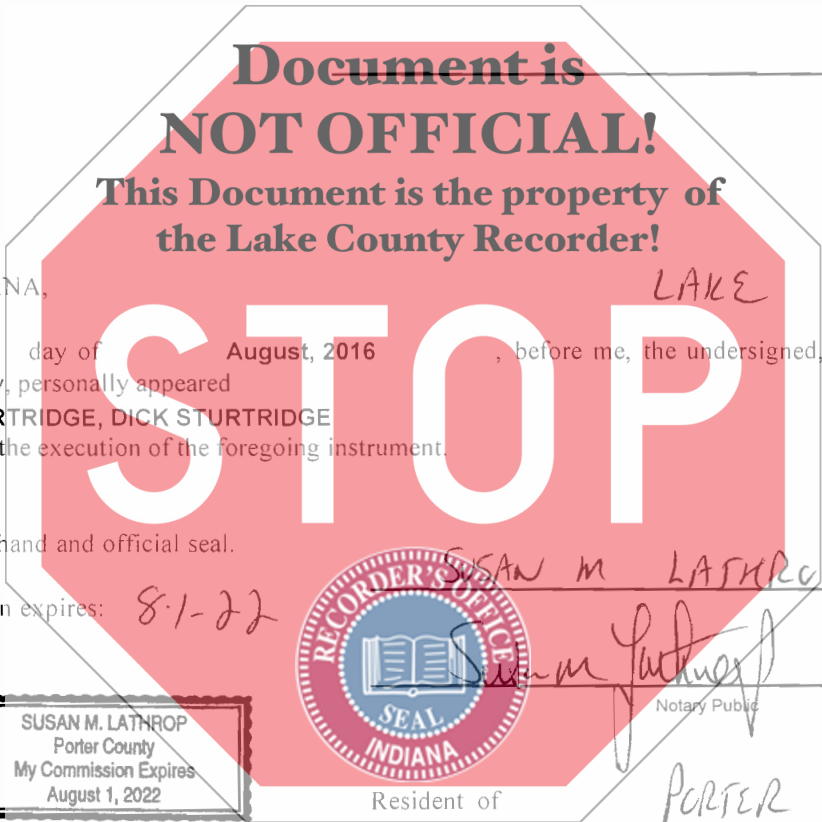 Document is
NOT OFFICIAL!
This Document is the property of
the Lake County Recorder!
NA,
LAKE
STOP
day of August, 2016 , before me, the undersigned,
, personally appeared
RTRIDGE, DICK STURTRIDGE
the execution of the foregoing instrument.
hand and official seal.
SUSAN M LATHRO
n expires: 8-1-22
RECORDER'S OFFICE
SEAL
INDIANA
Susan M Lathrop
Notary Public
SUSAN M. LATHROP
Porter County
My Commission Expires
August 1, 2022
Resident of PORTER